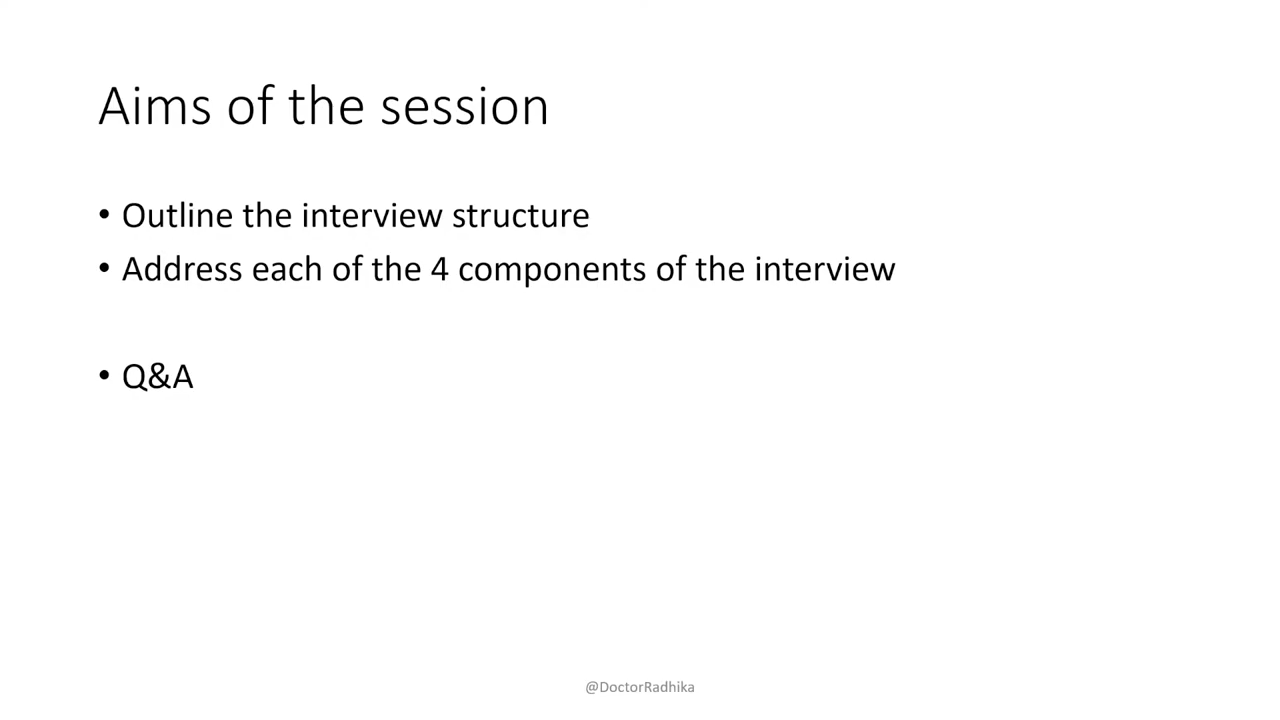 Aims of the session
• Outline the interview structure
• Address each of the 4 components of the interview
• Q&A
@DoctorRadhika